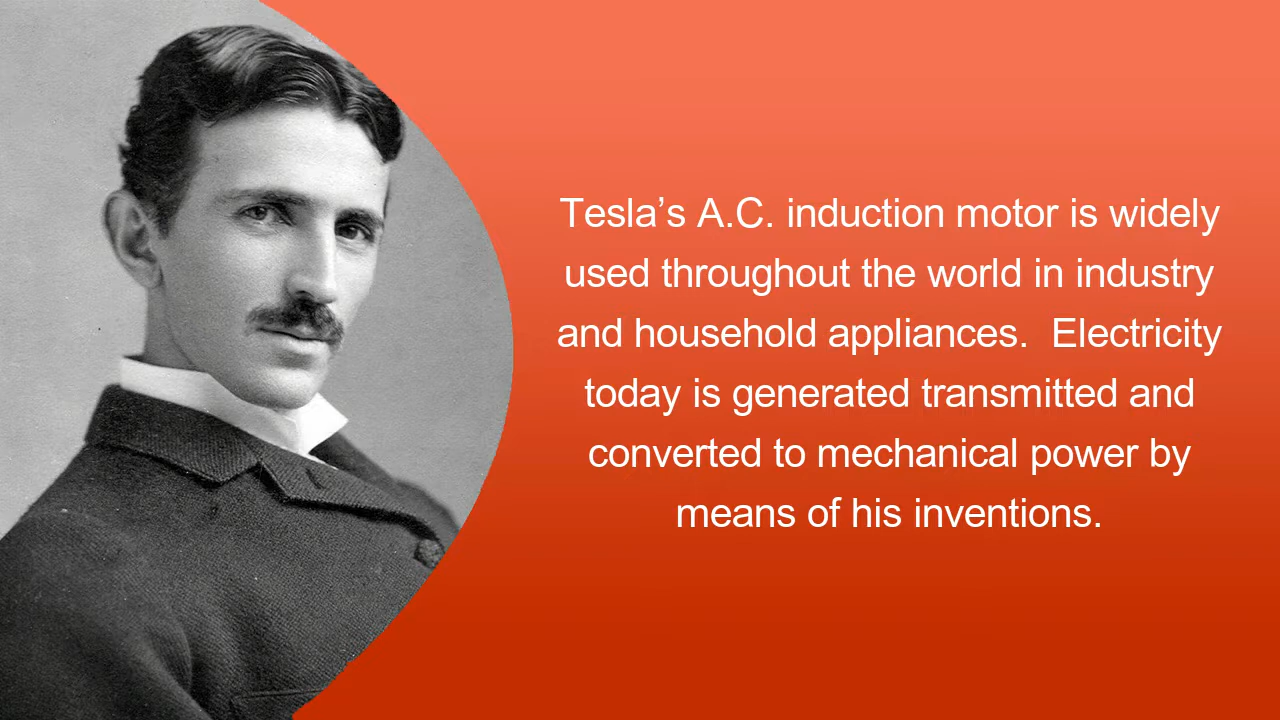 Tesla’s A.C. induction motor is widely
used throughout the world in industry
and household appliances.  Electricity
today is generated transmitted and
converted to mechanical power by
means of his inventions.